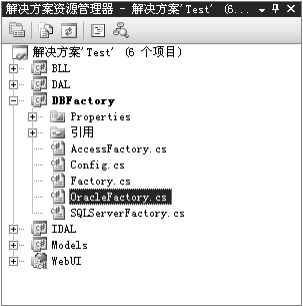 解决方案资源管理器 - 解决方案'Test' (6...
解决方案'Test' (6 个项目)
BLL
DAL
DBFactory
Properties
引用
AccessFactory.cs
Config.cs
Factory.cs
OracleFactory.cs
SQLServerFactory.cs
IDAL
Models
WebUI